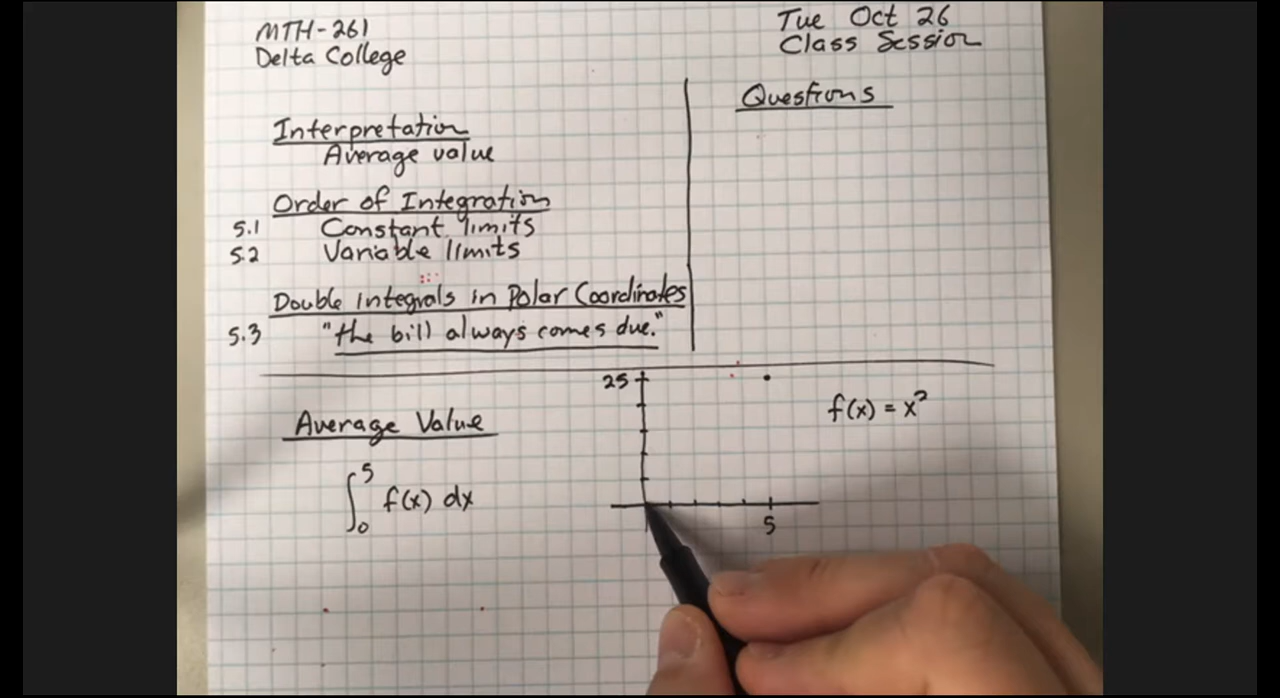 MTH-261
Delta College
Tue Oct 26
Class Session
Interpretation
Average value
Order of Integration
5.1 Constant limits
5.2 Variable limits
Double integrals in Polar Coordinates
5.3 "the bill always comes due."
Questions
Average Value
∫₀⁵ f(x) dx
25
5
f(x) = x²